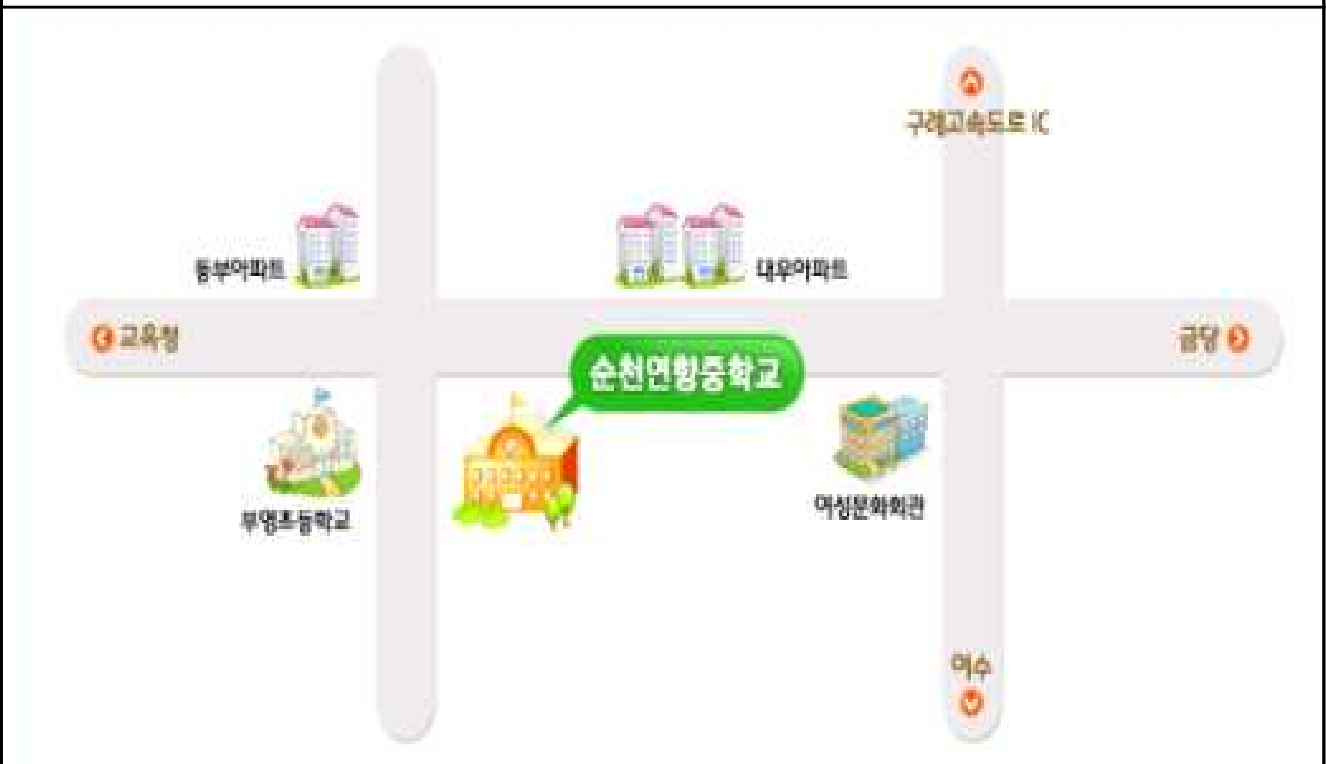 구례고속도로 IC
동부아파트
대우아파트
교육청
금당
순천연향중학교
부영초등학교
여성문화회관
여수